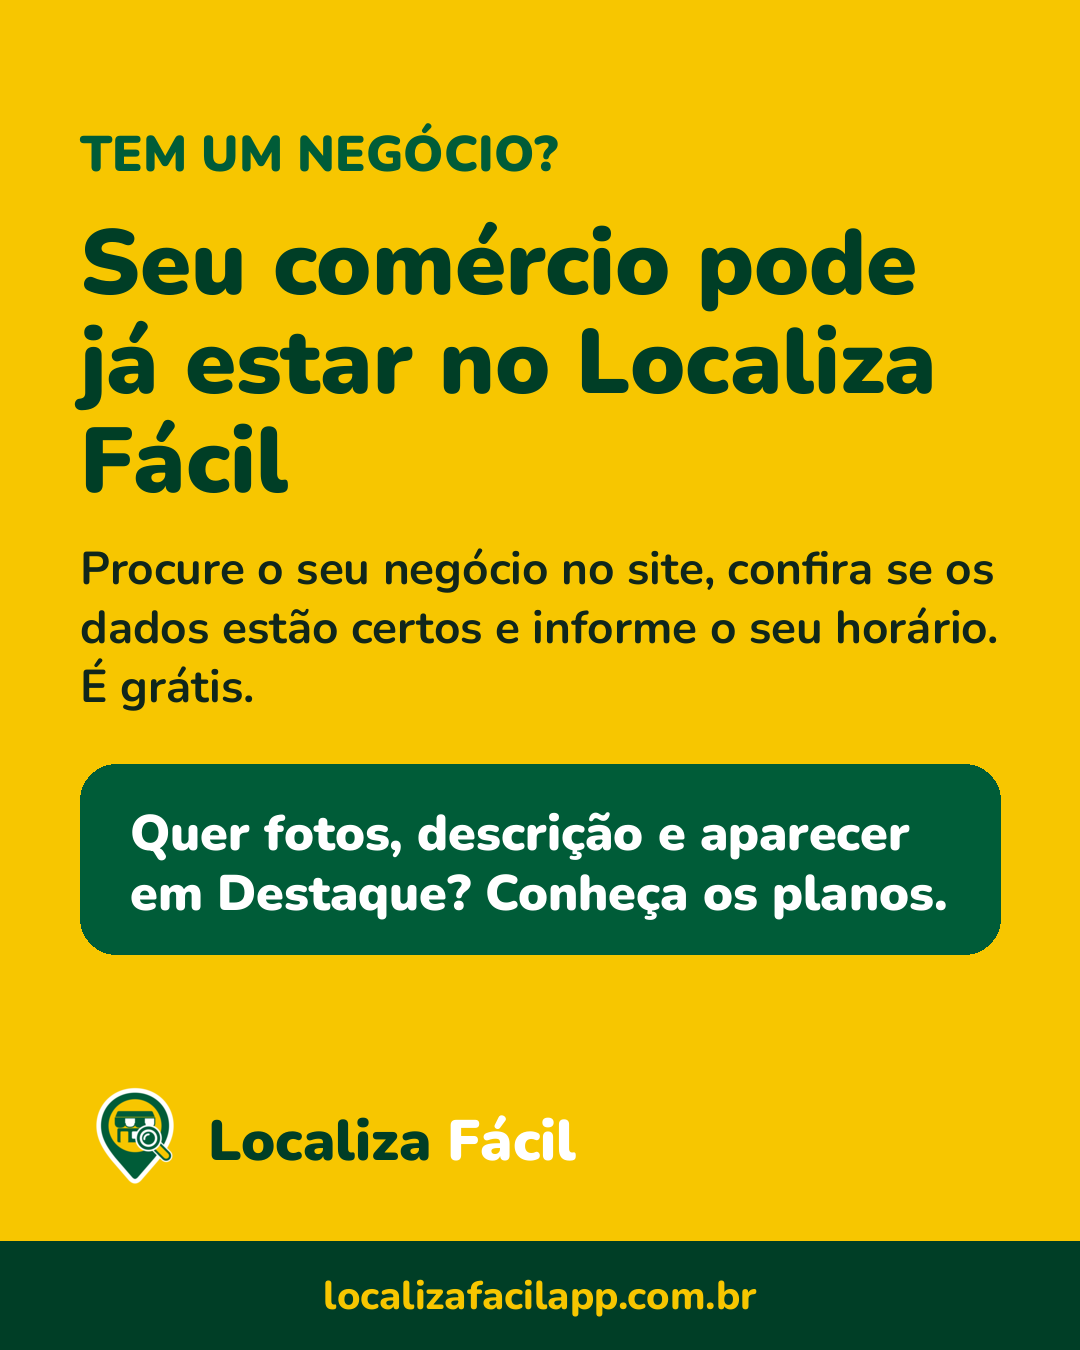 TEM UM NEGÓCIO?
Seu comércio pode
já estar no Localiza
Fácil
Procure o seu negócio no site, confira se os
dados estão certos e informe o seu horário.
É grátis.
Quer fotos, descrição e aparecer
em Destaque? Conheça os planos.
Localiza Fácil
localizafacilapp.com.br